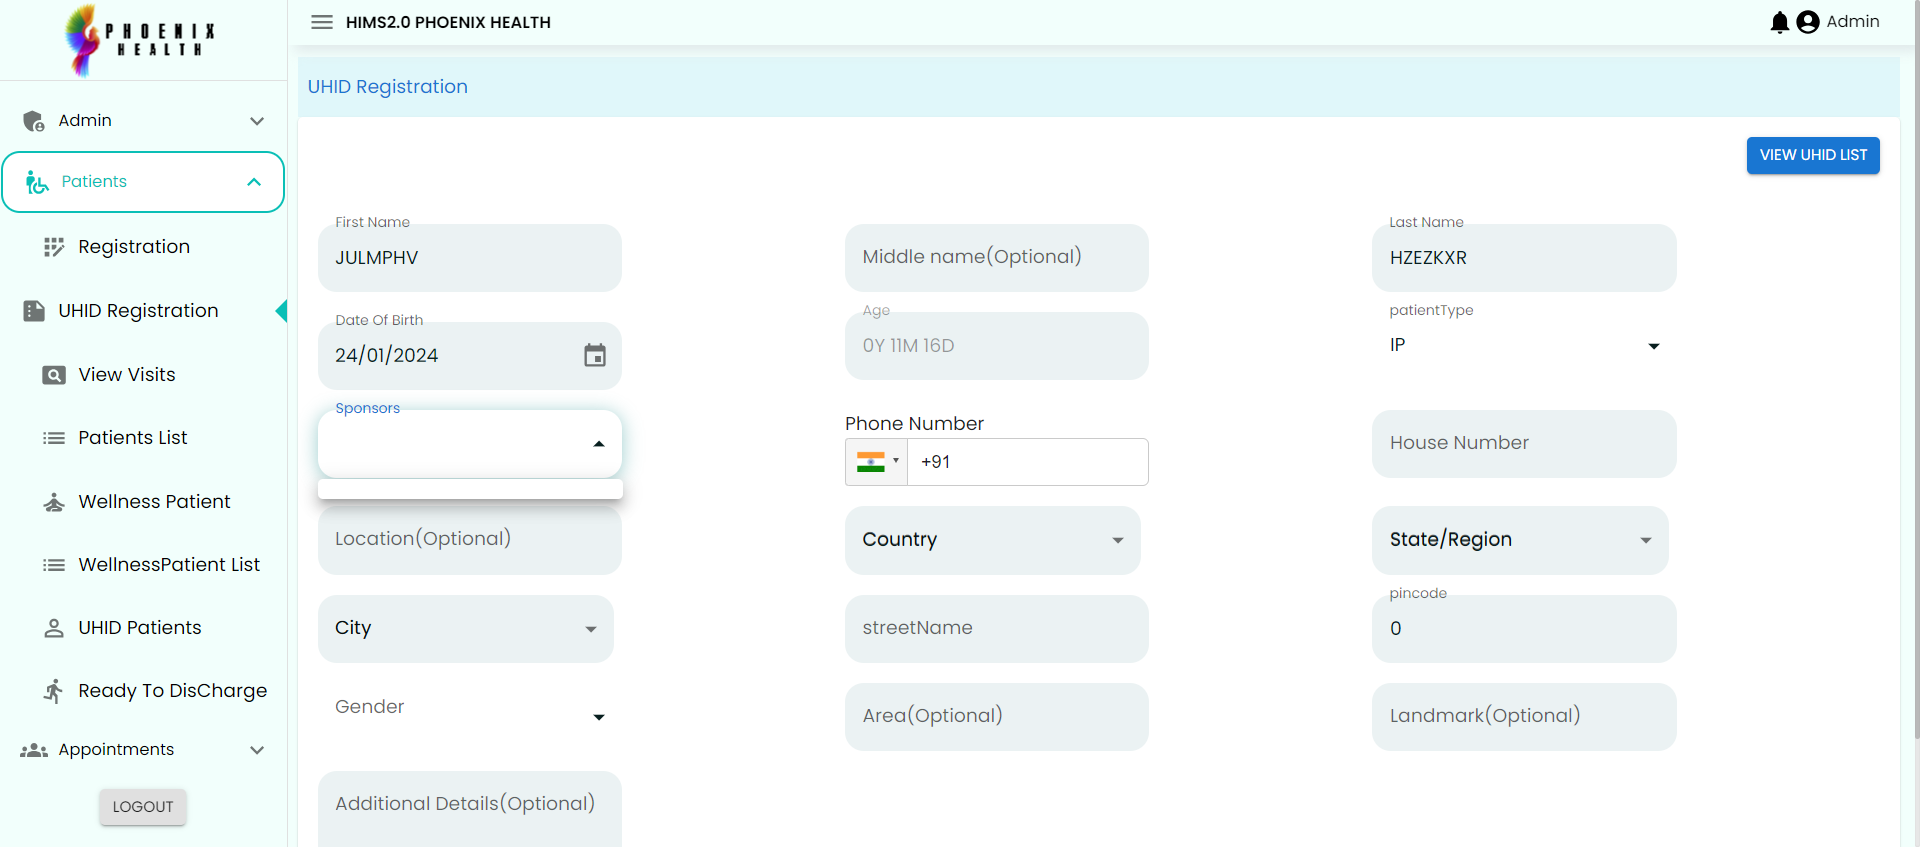 PHOENIX
HEALTH
HIMS2.0 PHOENIX HEALTH
Admin
Admin
Patients
Registration
UHID Registration
View Visits
Patients List
Wellness Patient
WellnessPatient List
UHID Patients
Ready To DisCharge
Appointments
LOGOUT
UHID Registration
VIEW UHID LIST
First Name
JULMPHV
Middle name(Optional)
Last Name
HZEZKXR
Date Of Birth
24/01/2024
Age
0Y 11M 16D
patientType
IP
Sponsors
Phone Number
+91
House Number
Location(Optional)
Country
State/Region
City
streetName
pincode
0
Gender
Area(Optional)
Landmark(Optional)
Additional Details(Optional)